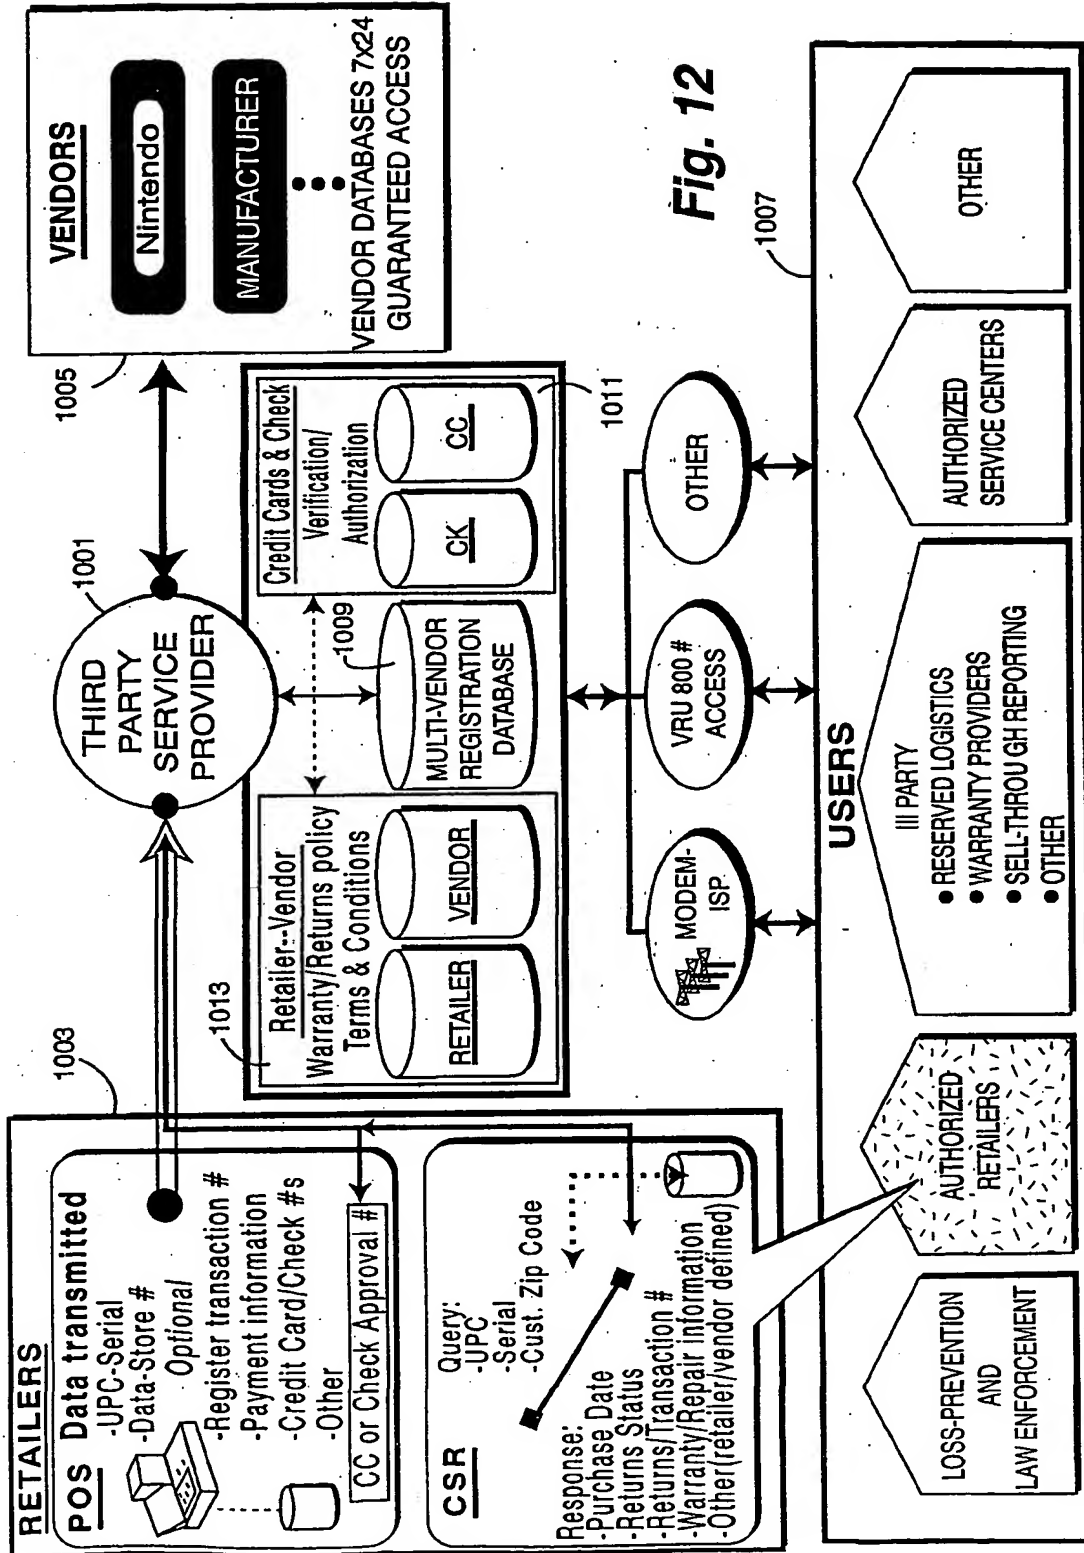 RETAILERS
POS Data transmitted
-UPC-Serial
-Data-Store #
Optional
-Register transaction #
-Payment information
-Credit Card/Check #s
-Other
CC or Check Approval #
CSR
Query:
-UPC
-Serial
-Cust. Zip Code
Response:
-Purchase Date
-Returns Status
-Returns/Transaction #
-Warranty/Repair information
-Other(retailer/vendor defined)
1003
THIRD
PARTY
SERVICE
PROVIDER
1001
1005
VENDORS
Nintendo
MANUFACTURER
VENDOR DATABASES 7x24
GUARANTEED ACCESS
1013
Retailer-Vendor
Warranty/Returns policy
Terms & Conditions
RETAILER
VENDOR
1009
MULTI-VENDOR
REGISTRATION
DATABASE
Credit Cards & Check
Verification/
Authorization
CK
CC
1011
MODEM-
ISP
VRU 800 #
ACCESS
OTHER
Fig. 12
1007
USERS
LOSS-PREVENTION
AND
LAW ENFORCEMENT
AUTHORIZED
RETAILERS
III PARTY
● RESERVED LOGISTICS
● WARRANTY PROVIDERS
● SELL-THROUGH REPORTING
● OTHER
AUTHORIZED
SERVICE CENTERS
OTHER